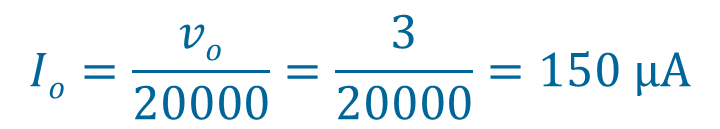 I_o = v_o/20000 = 3/20000 = 150 μA